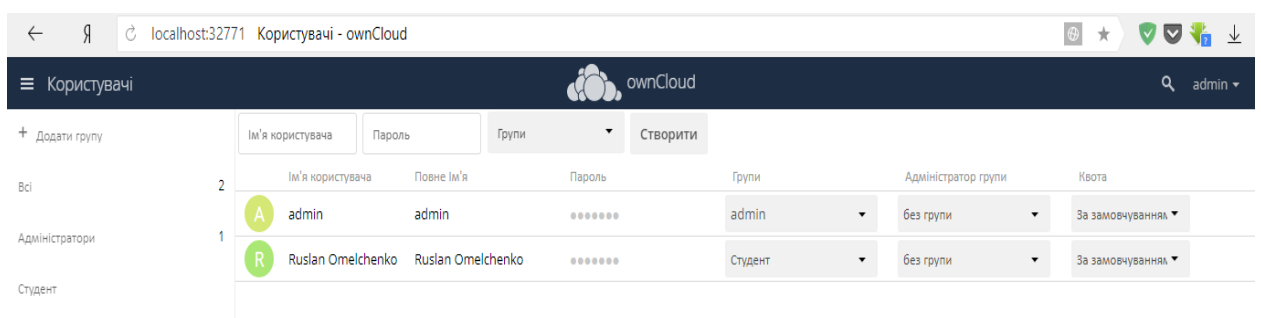 Я localhost:32771 Користувачі - ownCloud
Користувачі ownCloud admin
+ Додати групу
Ім'я користувача Пароль Групи Створити
Ім'я користувача Повне Ім'я Пароль Групи Адміністратор групи Квота
Всі 2
A admin admin admin без групи За замовчуванням
Адміністратори 1
R Ruslan Omelchenko Ruslan Omelchenko Студент без групи За замовчуванням
Студент